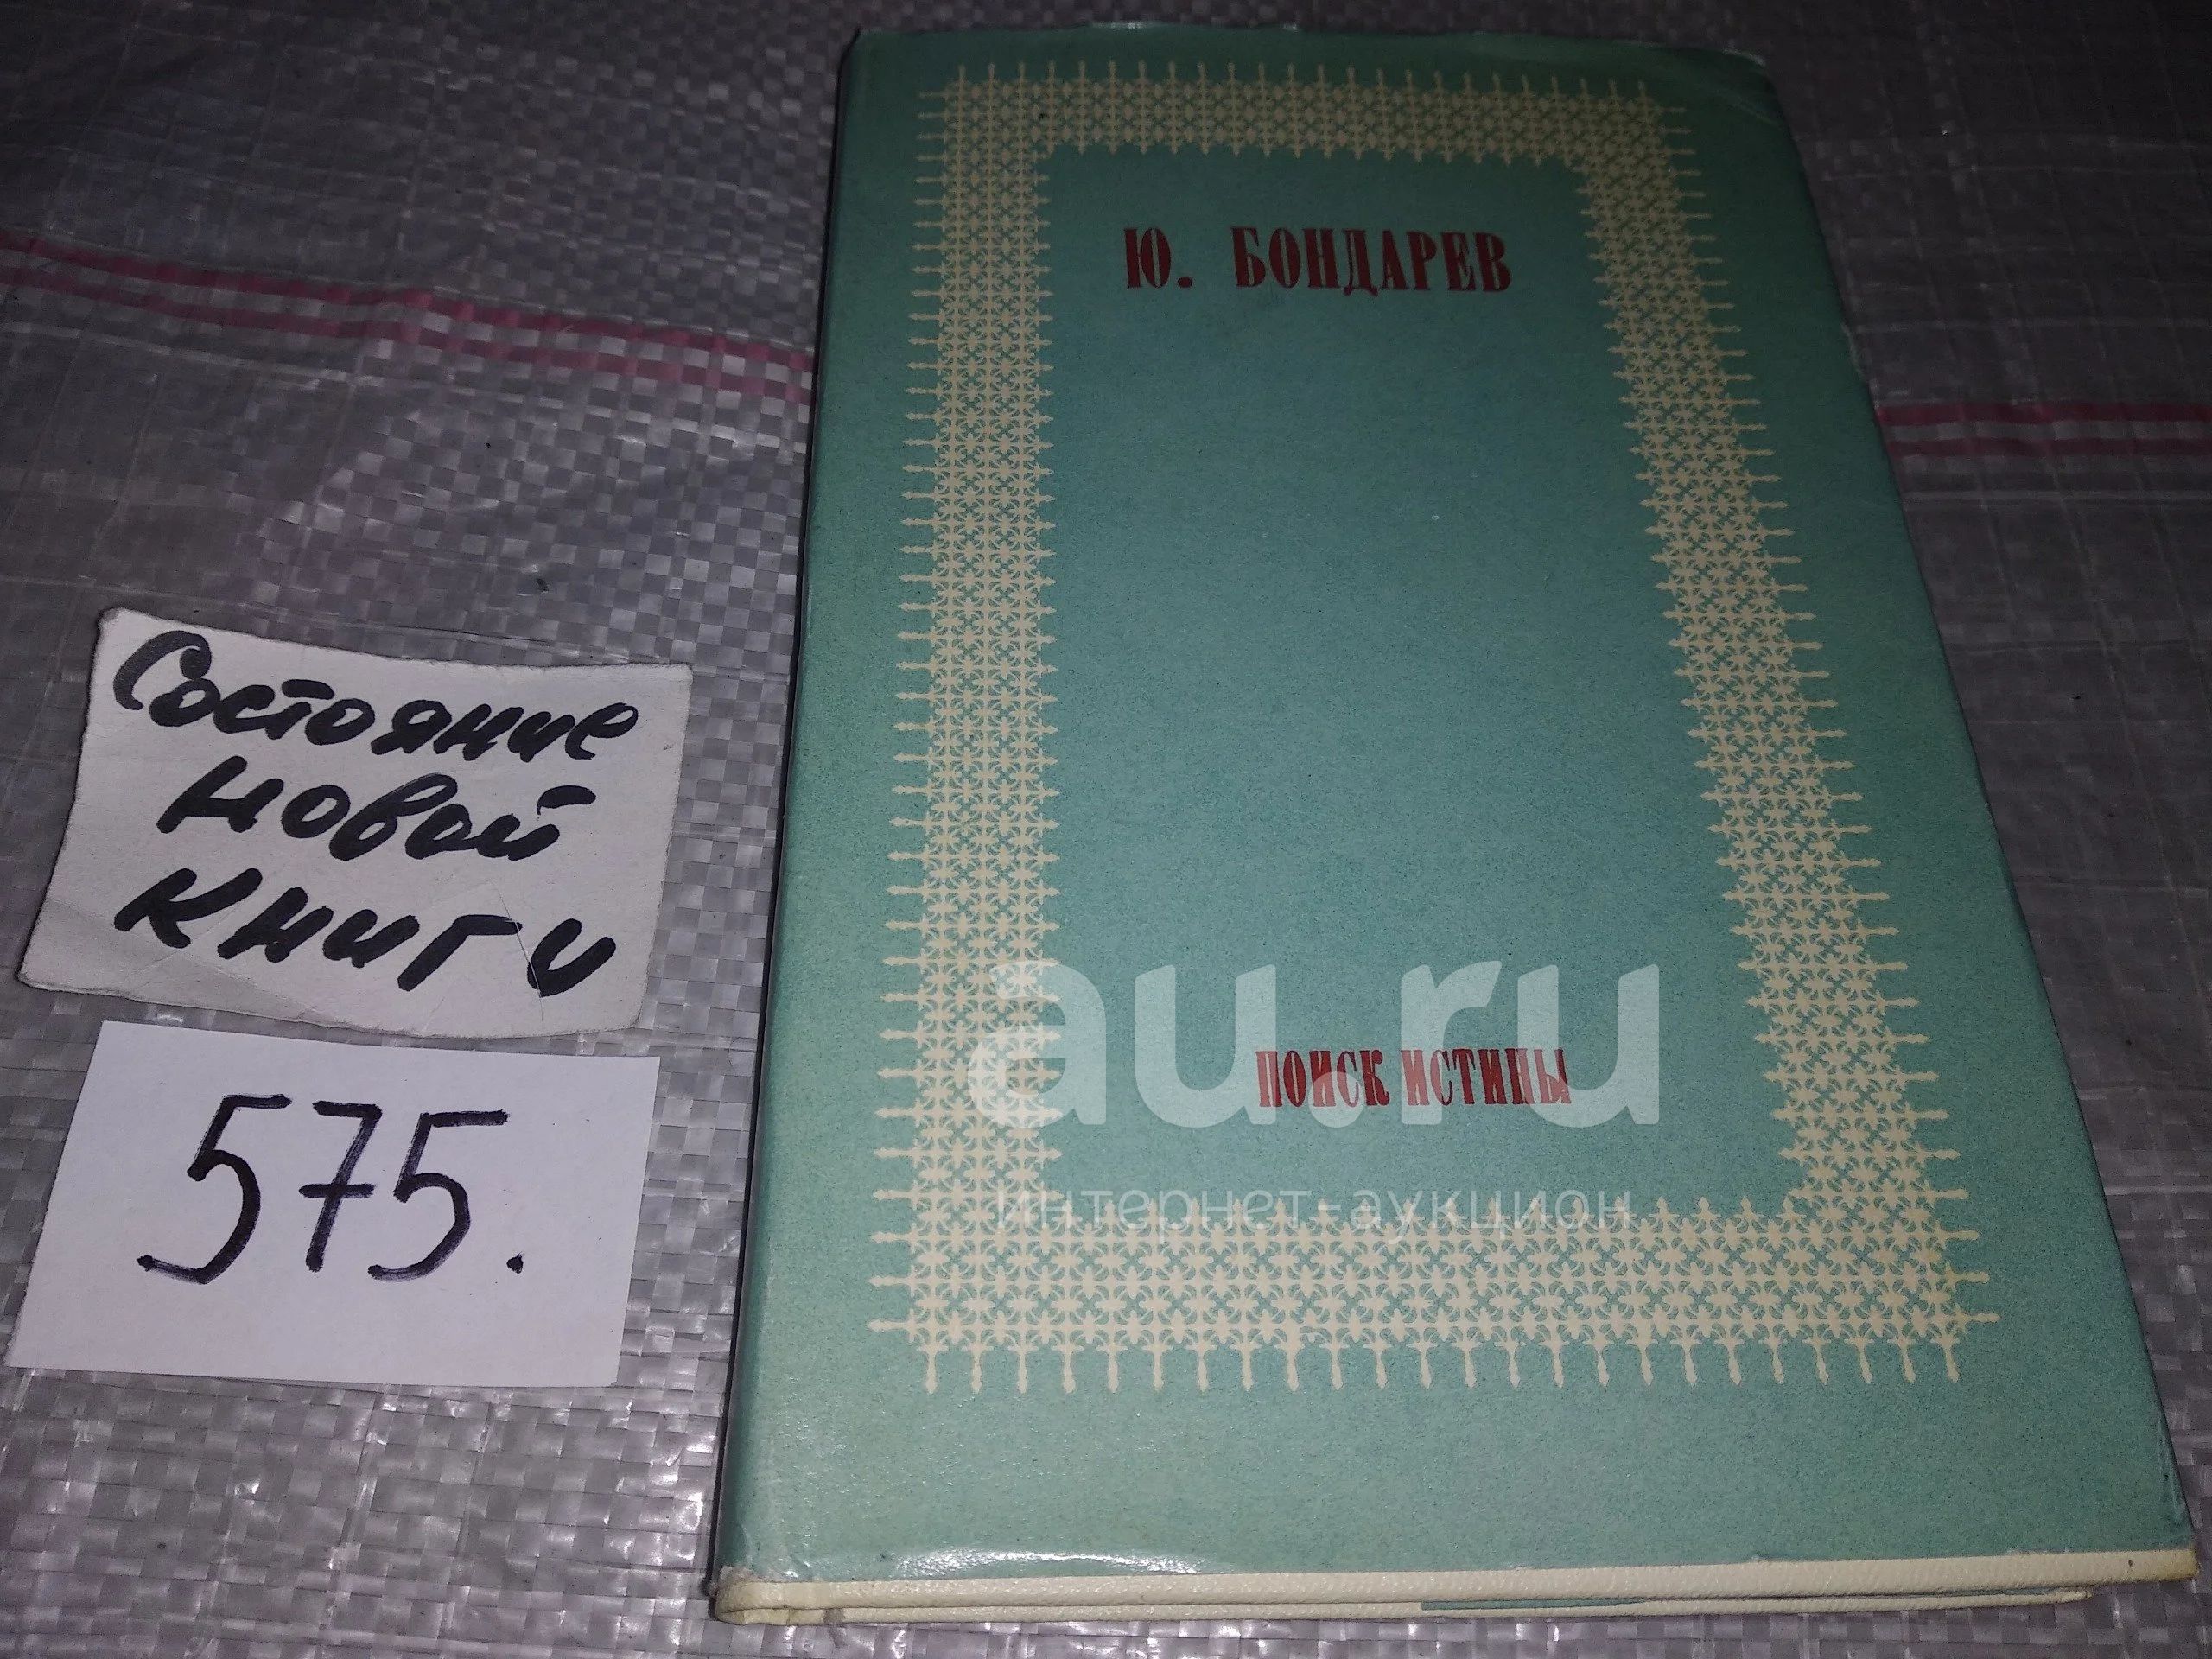 Ю. БОНДАРЕВ
Состояние
новой
книги
au.ru
ПОИСК ИСТИНЫ
575.
интернет-аукцион